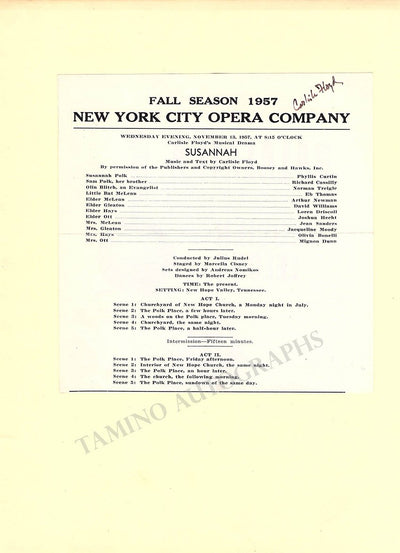 Carlisle Floyd
FALL SEASON 1957
NEW YORK CITY OPERA COMPANY
WEDNESDAY EVENING, NOVEMBER 13, 1957, AT 8:15 O'CLOCK
Carlisle Floyd's Musical Drama
SUSANNAH
Music and Text by Carlisle Floyd
By permission of the Publishers and Copyright Owners, Boosey and Hawkes, Inc.
Susannah Polk Phyllis Curtin
Sam Polk, her brother Richard Cassilly
Olin Blitch, an Evangelist Norman Treigle
Little Bat McLean Eb Thomas
Elder McLean Arthur Newman
Elder Gleaton David Williams
Elder Hays Loren Driscoll
Elder Ott Joshua Hecht
Mrs. McLean Jean Sanders
Mrs. Gleaton Jacqueline Moody
Mrs. Hays Olivia Bonelli
Mrs. Ott Mignon Dunn
Conducted by Julius Rudel
Staged by Marcella Cisney
Sets designed by Andreas Nomikos
Dances by Robert Joffrey
TIME: The present.
SETTING: New Hope Valley, Tennessee.
ACT I.
Scene 1: Churchyard of New Hope Church, a Monday night in July.
Scene 2: The Polk Place, a few hours later.
Scene 3: A woods on the Polk place, Tuesday morning.
Scene 4: Churchyard, the same night.
Scene 5: The Polk Place, a half-hour later.
Intermission—Fifteen minutes.
ACT II.
Scene 1: The Polk Place, Friday afternoon.
Scene 2: Interior of New Hope Church, the same night.
Scene 3: The Polk Place, an hour later.
Scene 4: The church, the following morning.
Scene 5: The Polk Place, sundown of the same day.
TAMINO AUTOGRAPHS